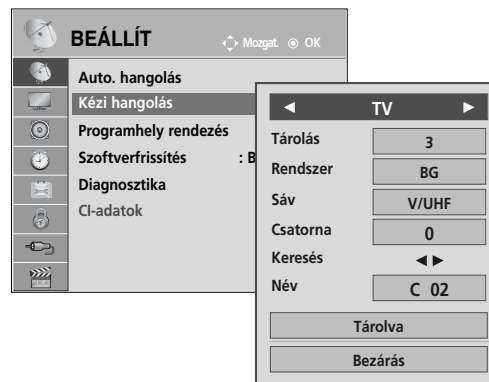 BEÁLLÍT
Mozgat. OK
Auto. hangolás
Kézi hangolás
Programhely rendezés
Szoftverfrissítés : B
Diagnosztika
CI-adatok
◄ TV ►
Tárolás 3
Rendszer BG
Sáv V/UHF
Csatorna 0
Keresés ◄►
Név C 02
Tárolva
Bezárás